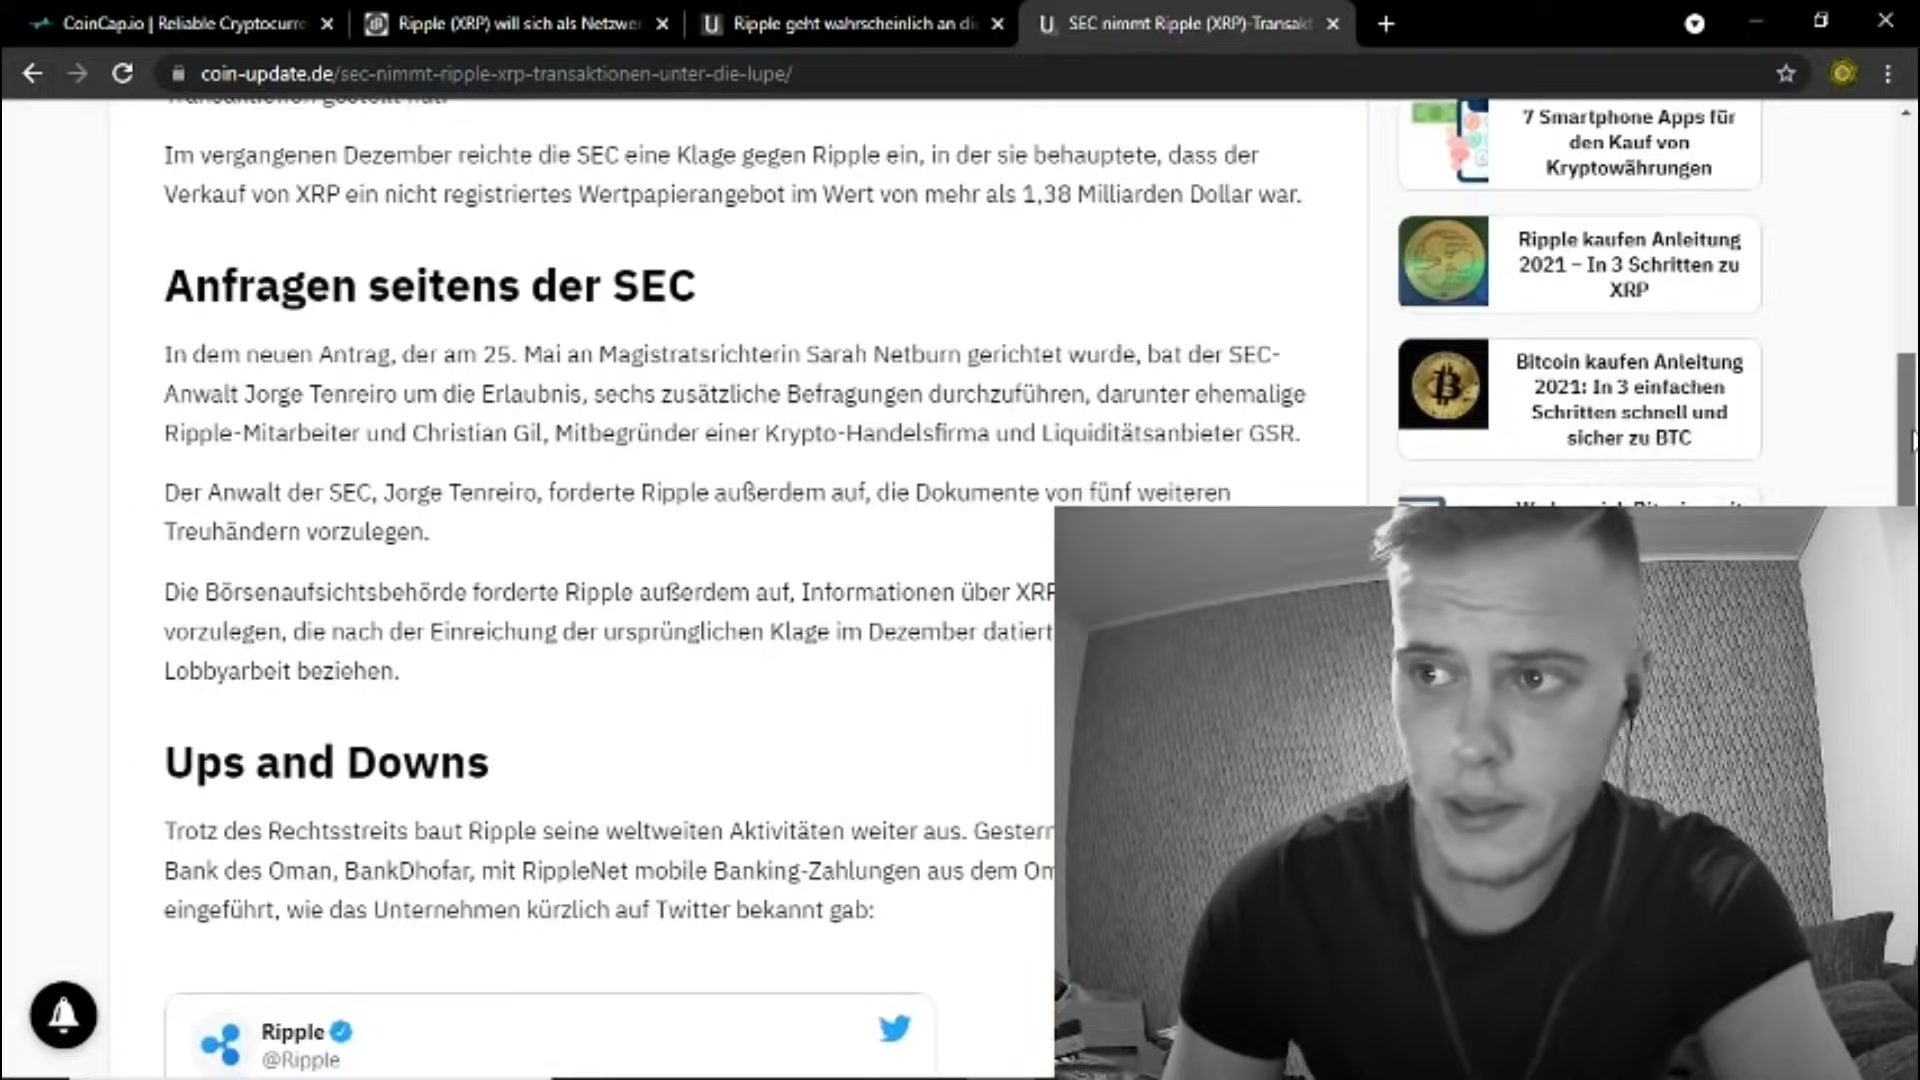 CoinCap.io | Reliable Cryptocurre
Ripple (XRP) will sich als Netzwe
Ripple geht wahrscheinlich an di
SEC nimmt Ripple (XRP)-Transakt
coin-update.de/sec-nimmt-ripple-xrp-transaktionen-unter-die-lupe/
Im vergangenen Dezember reichte die SEC eine Klage gegen Ripple ein, in der sie behauptete, dass der
Verkauf von XRP ein nicht registriertes Wertpapierangebot im Wert von mehr als 1,38 Milliarden Dollar war.
Anfragen seitens der SEC
In dem neuen Antrag, der am 25. Mai an Magistratsrichterin Sarah Netburn gerichtet wurde, bat der SEC-
Anwalt Jorge Tenreiro um die Erlaubnis, sechs zusätzliche Befragungen durchzuführen, darunter ehemalige
Ripple-Mitarbeiter und Christian Gil, Mitbegründer einer Krypto-Handelsfirma und Liquiditätsanbieter GSR.
Der Anwalt der SEC, Jorge Tenreiro, forderte Ripple außerdem auf, die Dokumente von fünf weiteren
Treuhändern vorzulegen.
Die Börsenaufsichtsbehörde forderte Ripple außerdem auf, Informationen über XRP
vorzulegen, die nach der Einreichung der ursprünglichen Klage im Dezember datiert
Lobbyarbeit beziehen.
Ups and Downs
Trotz des Rechtsstreits baut Ripple seine weltweiten Aktivitäten weiter aus. Gestern
Bank des Oman, BankDhofar, mit RippleNet mobile Banking-Zahlungen aus dem Om
eingeführt, wie das Unternehmen kürzlich auf Twitter bekannt gab:
Ripple
@Ripple
7 Smartphone Apps für
den Kauf von
Kryptowährungen
Ripple kaufen Anleitung
2021 – In 3 Schritten zu
XRP
Bitcoin kaufen Anleitung
2021: In 3 einfachen
Schritten schnell und
sicher zu BTC